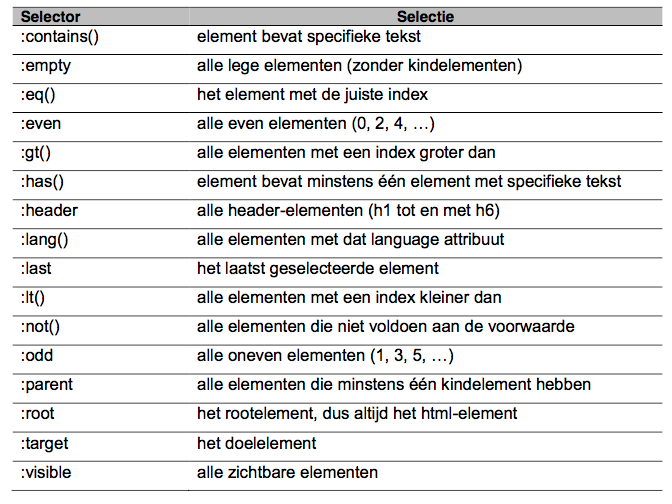 Selector Selectie
:contains() element bevat specifieke tekst
:empty alle lege elementen (zonder kindelementen)
:eq() het element met de juiste index
:even alle even elementen (0, 2, 4, …)
:gt() alle elementen met een index groter dan
:has() element bevat minstens één element met specifieke tekst
:header alle header-elementen (h1 tot en met h6)
:lang() alle elementen met dat language attribuut
:last het laatst geselecteerde element
:lt() alle elementen met een index kleiner dan
:not() alle elementen die niet voldoen aan de voorwaarde
:odd alle oneven elementen (1, 3, 5, …)
:parent alle elementen die minstens één kindelement hebben
:root het rootelement, dus altijd het html-element
:target het doelelement
:visible alle zichtbare elementen